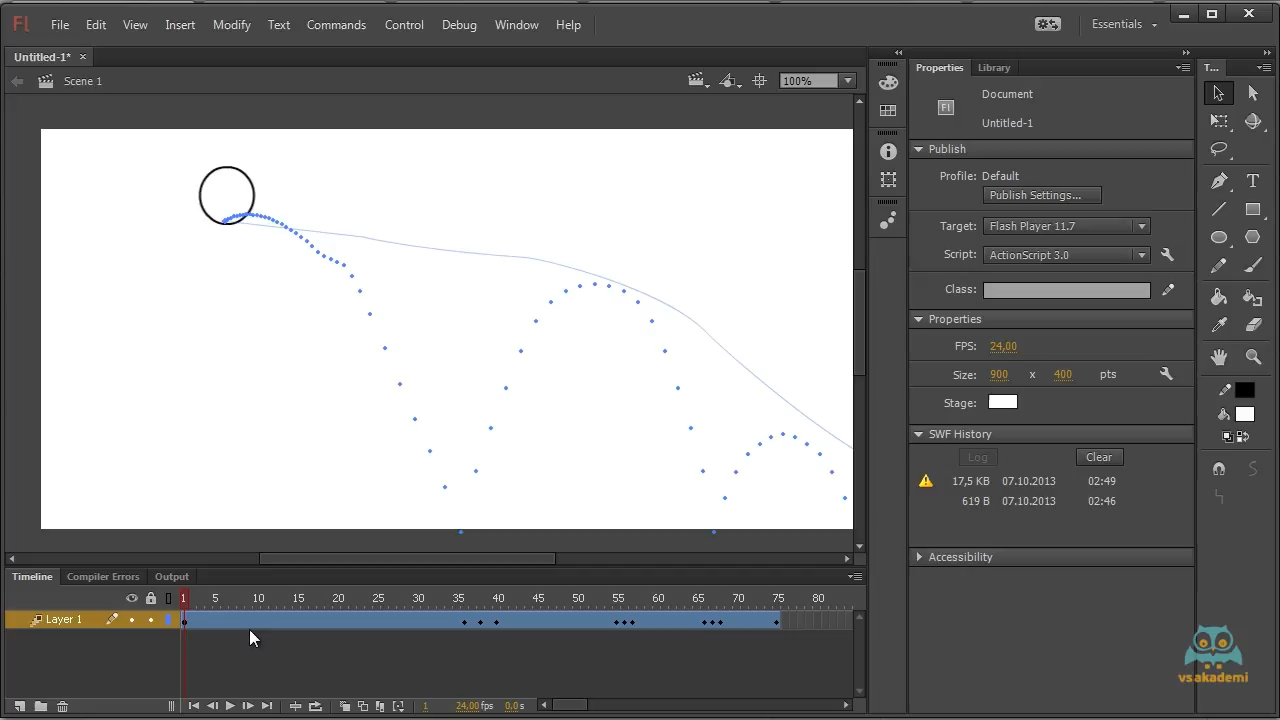 Fl File Edit View Insert Modify Text Commands Control Debug Window Help Essentials
Untitled-1* ×
Scene 1 100%
Properties Library
Document
Fl
Untitled-1
Publish
Profile: Default
Publish Settings...
Target: Flash Player 11.7
Script: ActionScript 3.0
Class:
Properties
FPS: 24,00
Size: 900 x 400 pts
Stage:
SWF History
Log Clear
17,5 KB 07.10.2013 02:49
619 B 07.10.2013 02:46
Accessibility
T...
T
Timeline Compiler Errors Output
1 5 10 15 20 25 30 35 40 45 50 55 60 65 70 75 80
Layer 1
1 24,00 fps 0,0 s
vsakademi